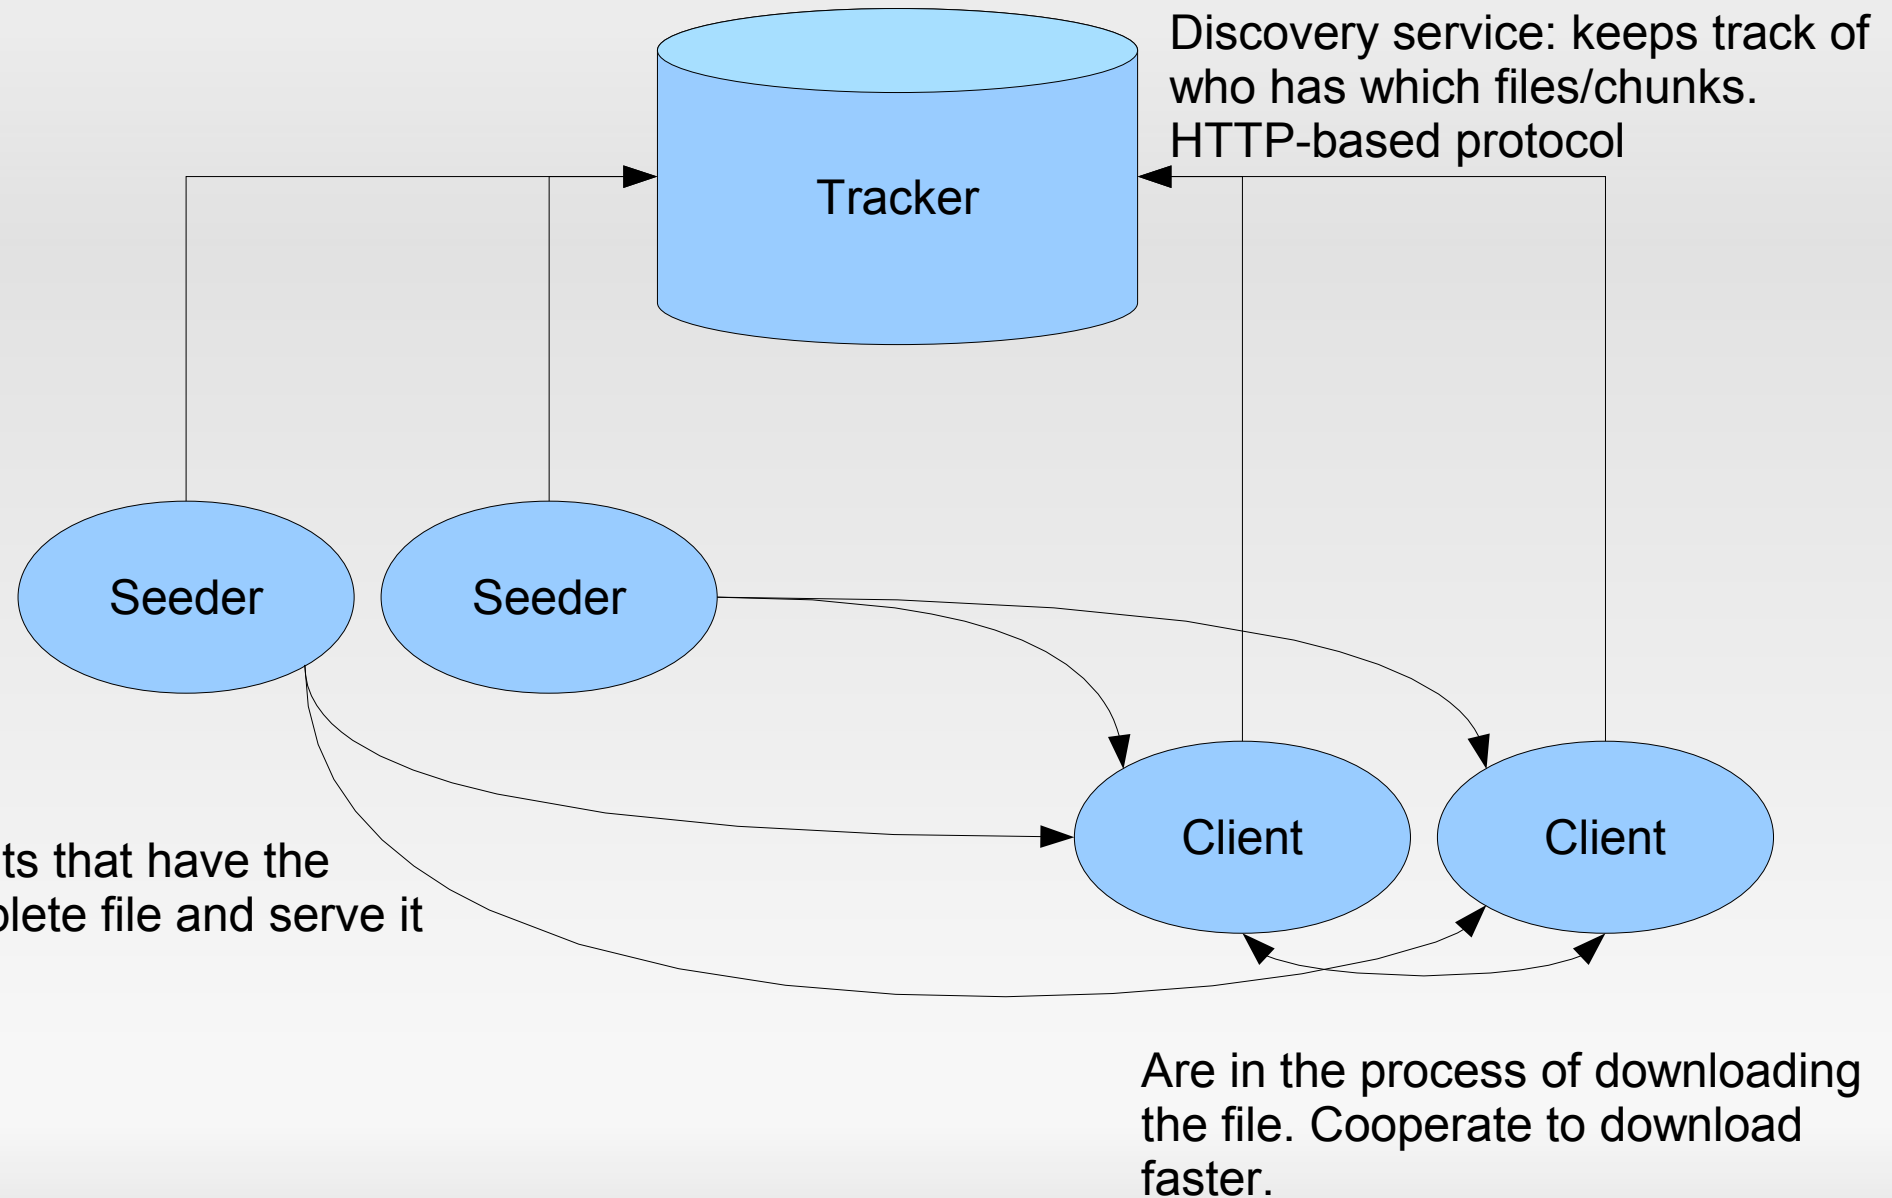 Discovery service: keeps track of
who has which files/chunks.
HTTP-based protocol
Tracker
Seeder
Seeder
Client
Client
ts that have the
file and serve it
Are in the process of downloading
the file. Cooperate to download
faster.